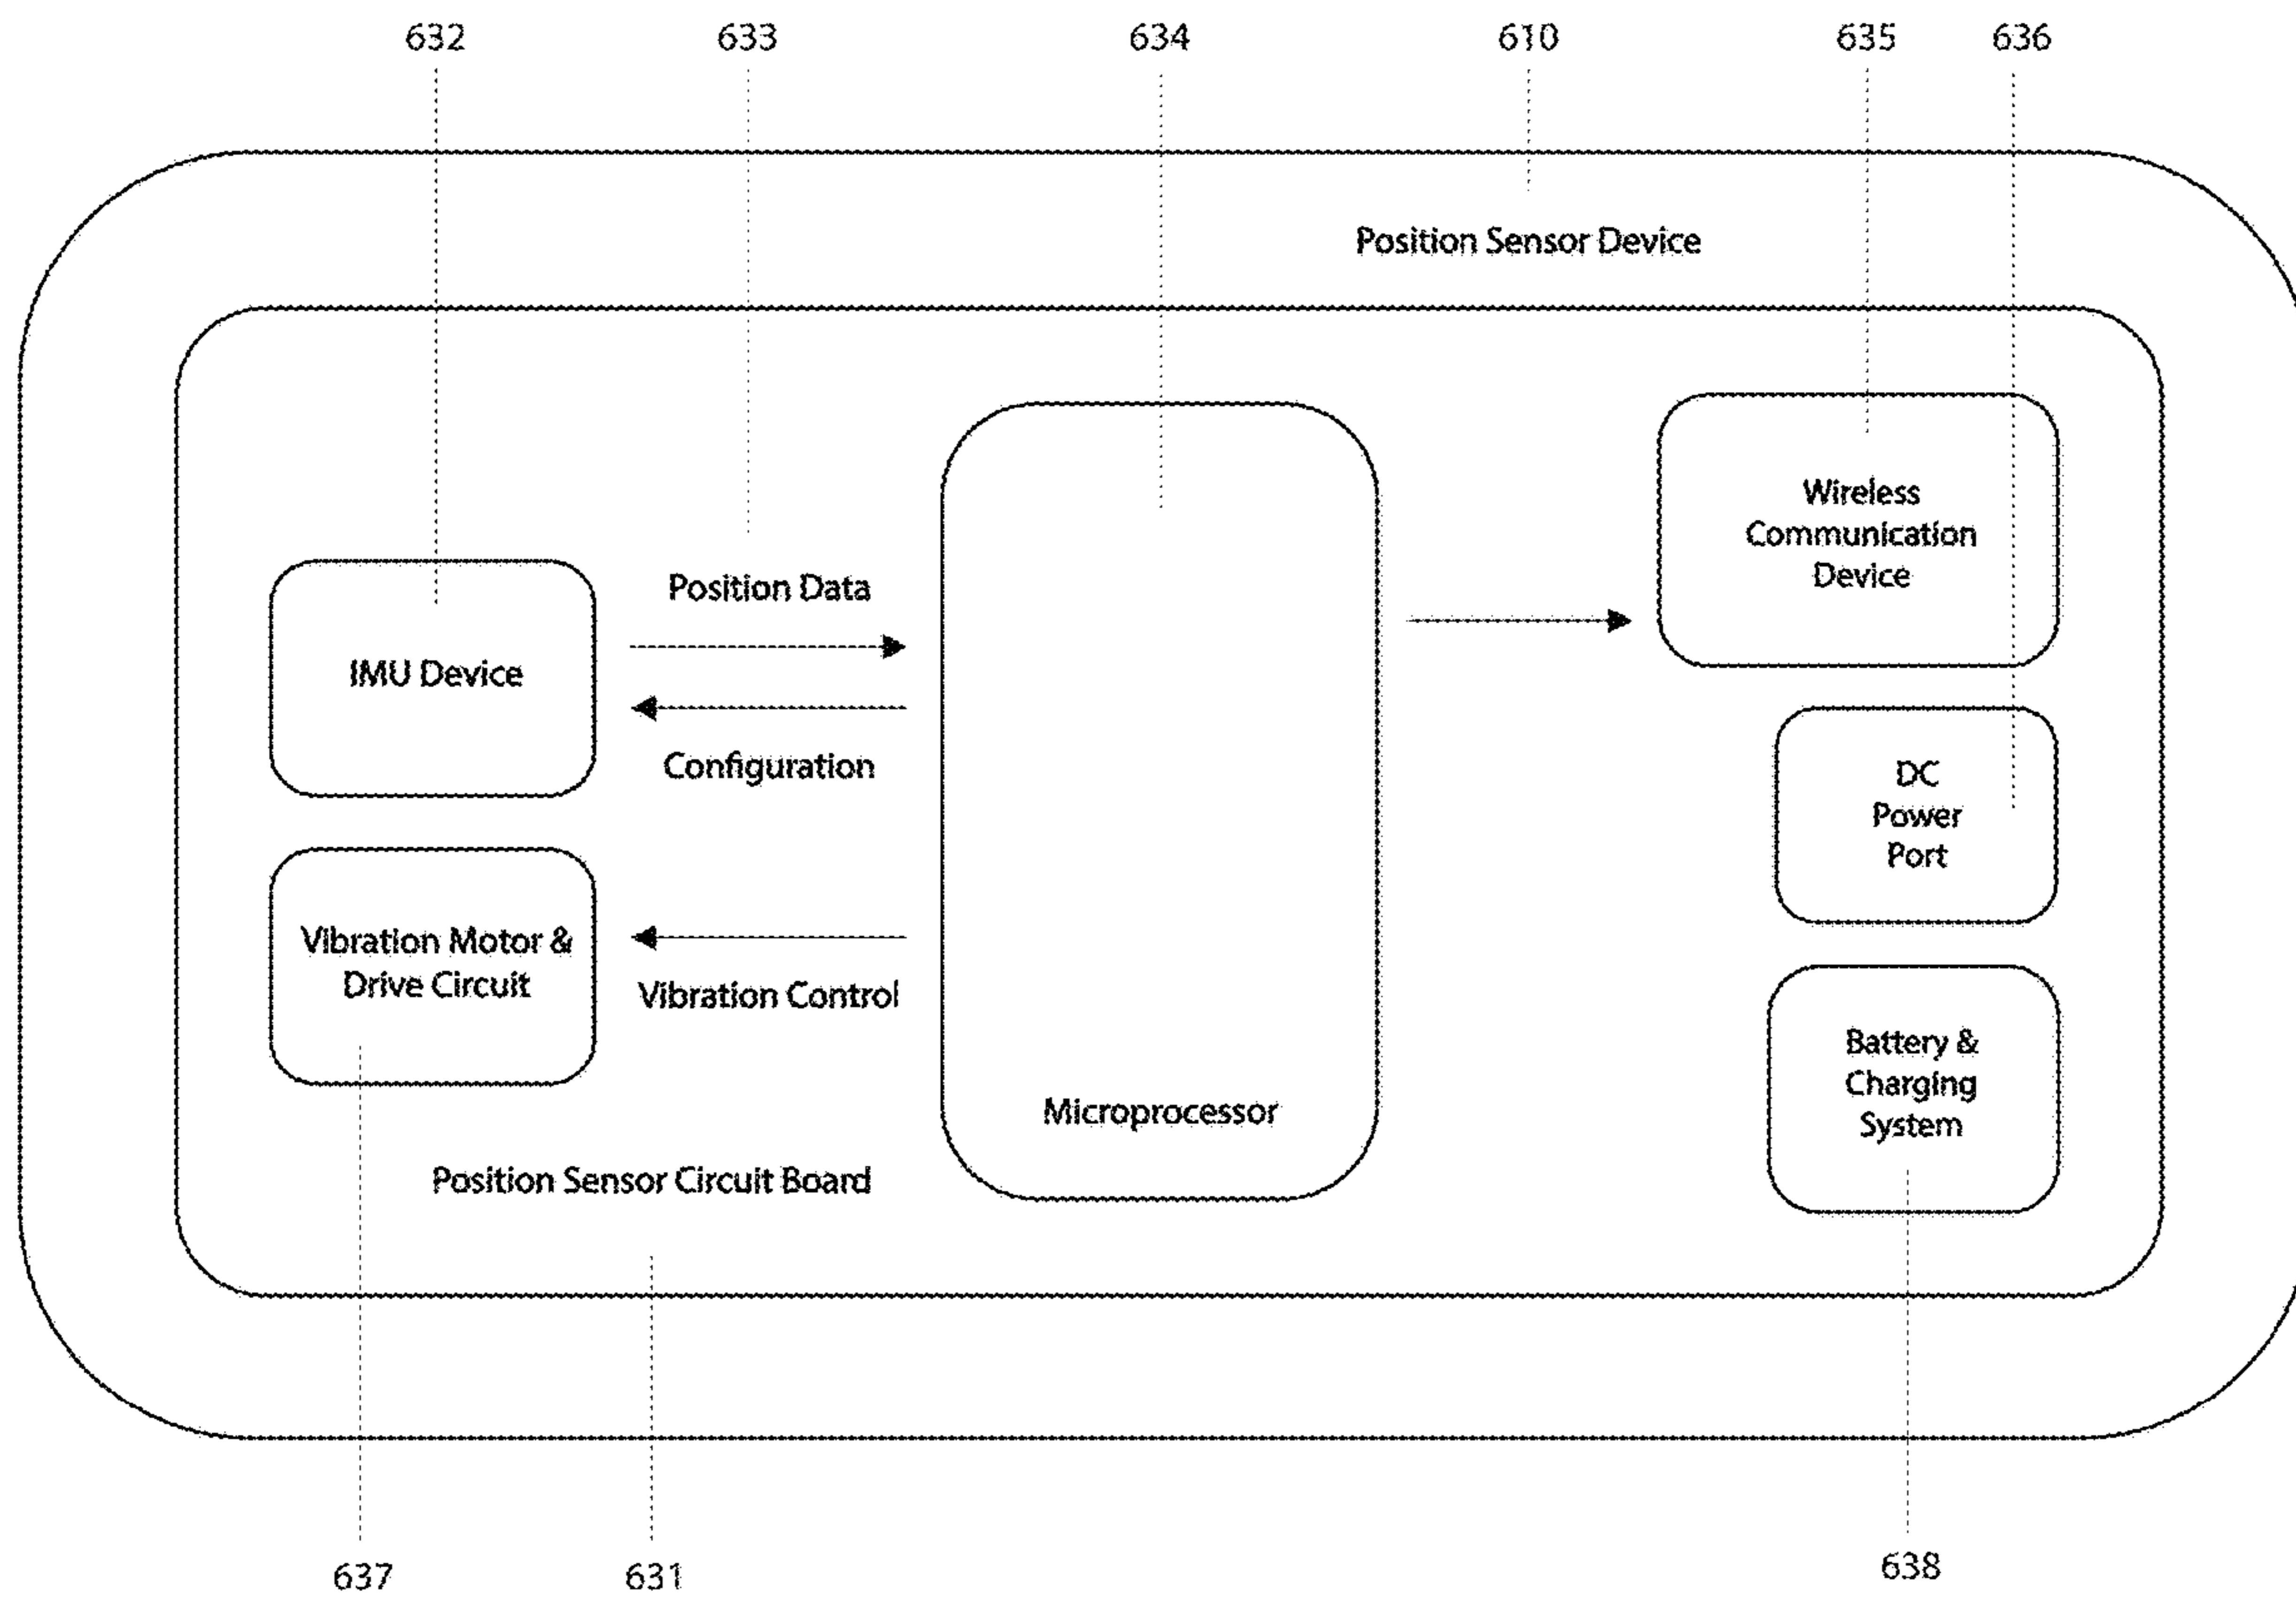 632 633 634 610 635 636
Position Sensor Device
Wireless
Communication
Device
Position Data
IMU Device
Configuration
DC
Power
Port
Vibration Motor &
Drive Circuit
Vibration Control
Battery &
Charging
System
Microprocessor
Position Sensor Circuit Board
637 631 638